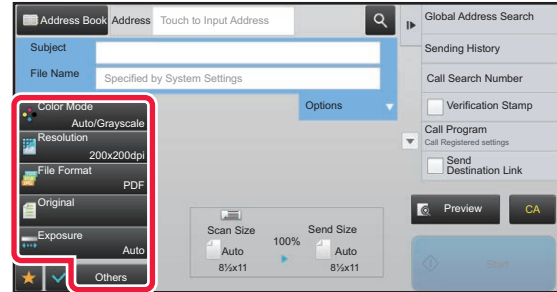 Address Book Address Touch to Input Address
Subject
File Name Specified by System Settings
Options
Color Mode
Auto/Grayscale
Resolution
200x200dpi
File Format
PDF
Original
Exposure
Auto
Others
Scan Size
Auto
8½x11
100%
Send Size
Auto
8½x11
Global Address Search
Sending History
Call Search Number
Verification Stamp
Call Program
Call Registered settings
Send
Destination Link
Preview
CA
Start